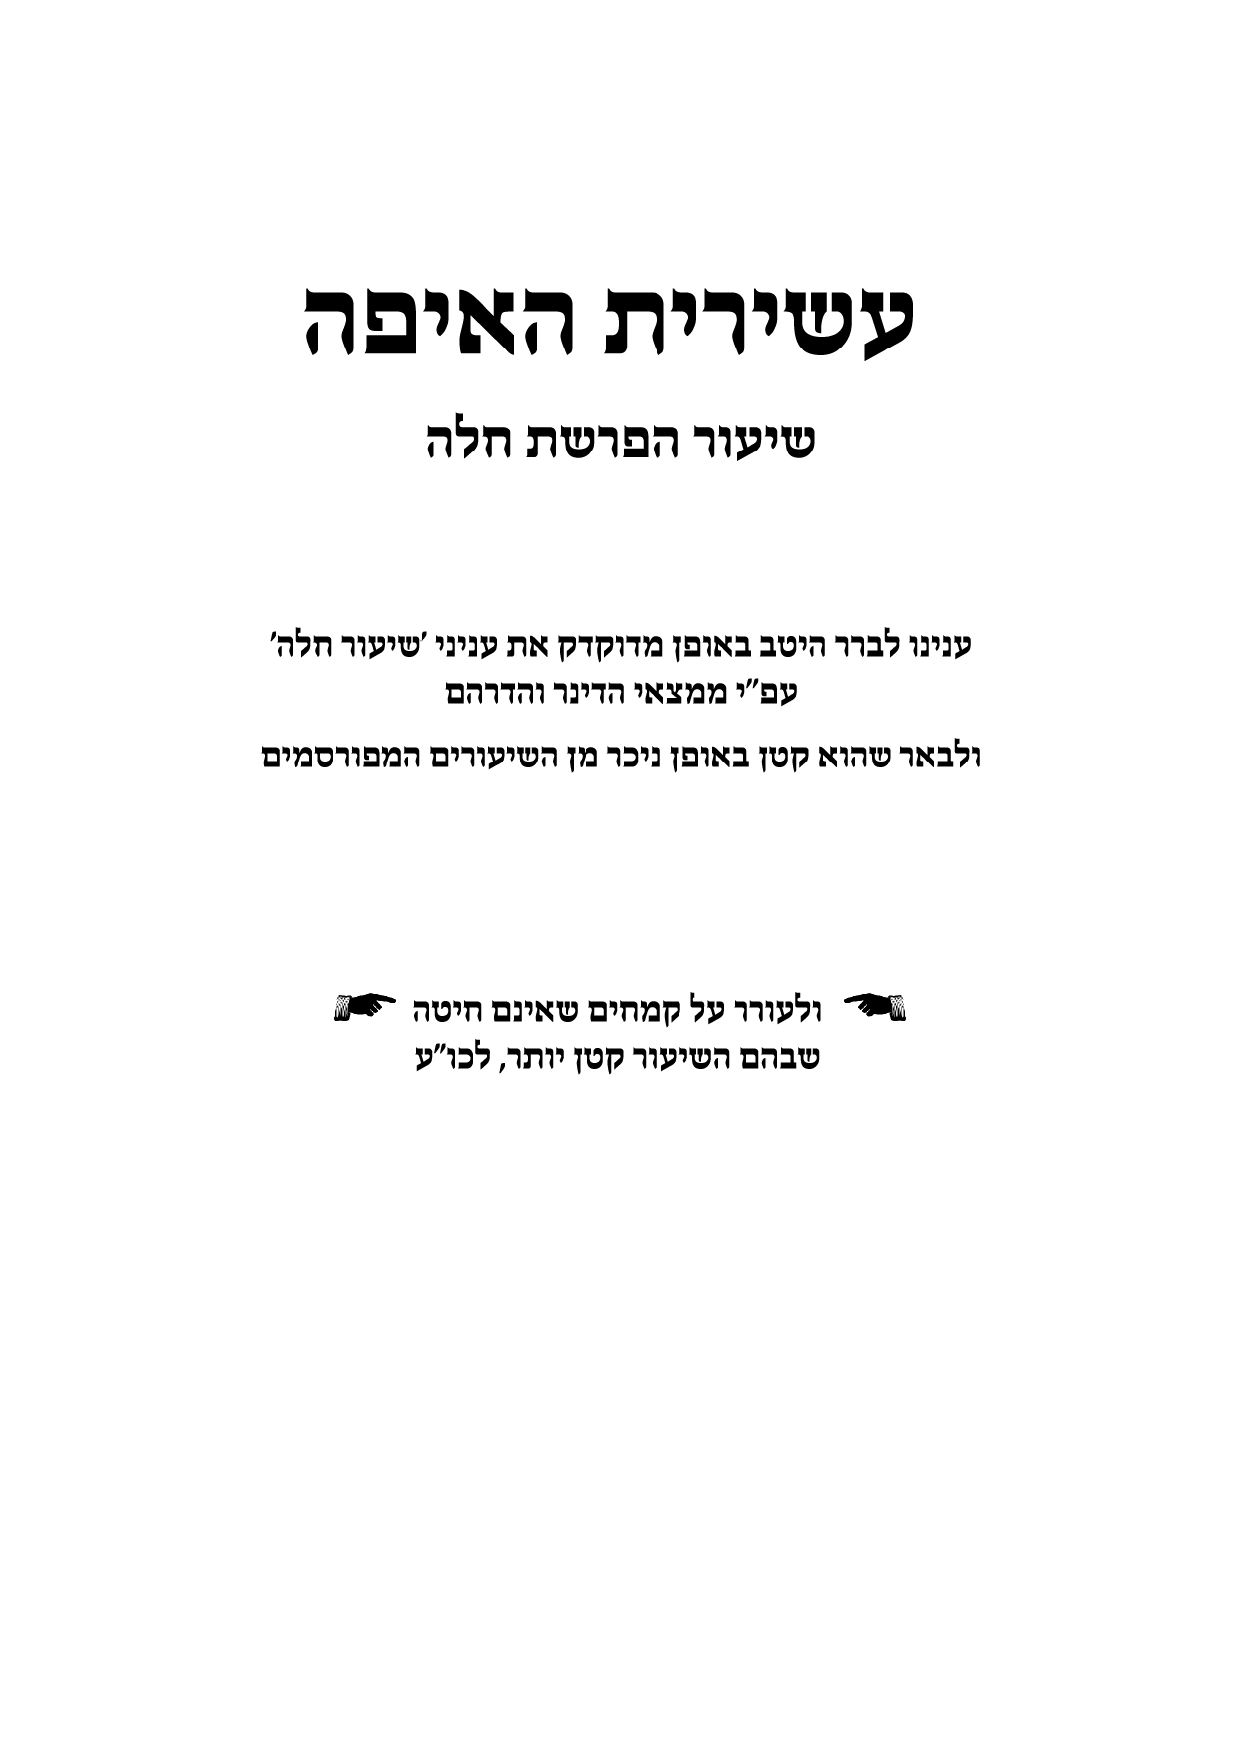 עשירית האיפה
שיעור הפרשת חלה
ענינו לברר היטב באופן מדוקדק את עניני 'שיעור חלה'
עפ"י ממצאי הדינר והדרהם
ולבאר שהוא קטן באופן ניכר מן השיעורים המפורסמים
ולעורר על קמחים שאינם חיטה
שבהם השיעור קטן יותר, לכו"ע